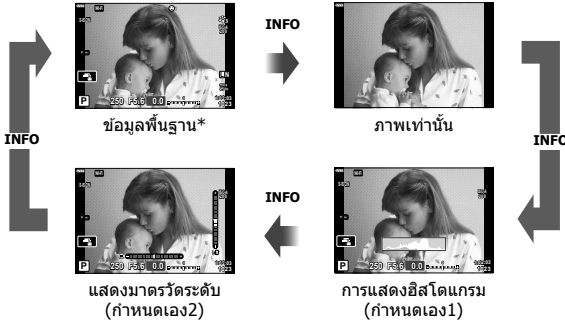 INFO
ข้อมูลพื้นฐาน*
ภาพเท่านั้น
INFO
INFO
INFO
P 250 F5.6 0.0
P 250 F5.6 0.0
P 250 F5.6 0.0
แสดงมาตรวัดระดับ
(กำหนดเอง2)
การแสดงฮิสโตแกรม
(กำหนดเอง1)